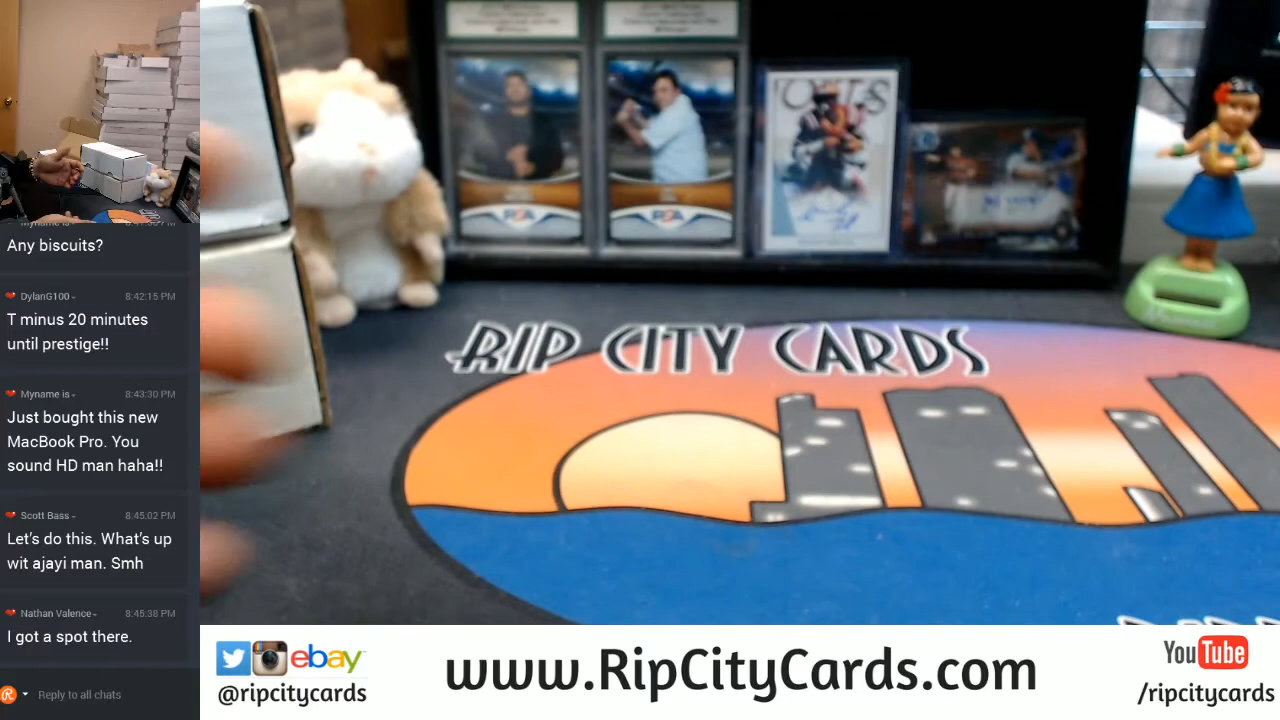 Any biscuits?
DylanG100
8:42:15 PM
T minus 20 minutes
until prestige!!
Myname is
8:43:30 PM
Just bought this new
MacBook Pro. You
sound HD man haha!!
Scott Bass
8:45:02 PM
Let's do this. What's up
wit ajayi man. Smh
Nathan Valence
8:45:38 PM
I got a spot there.
Reply to all chats
PSA
PSA
RIP CITY CARDS
ebay
@ripcitycards
www.RipCityCards.com
YouTube
/ripcitycards